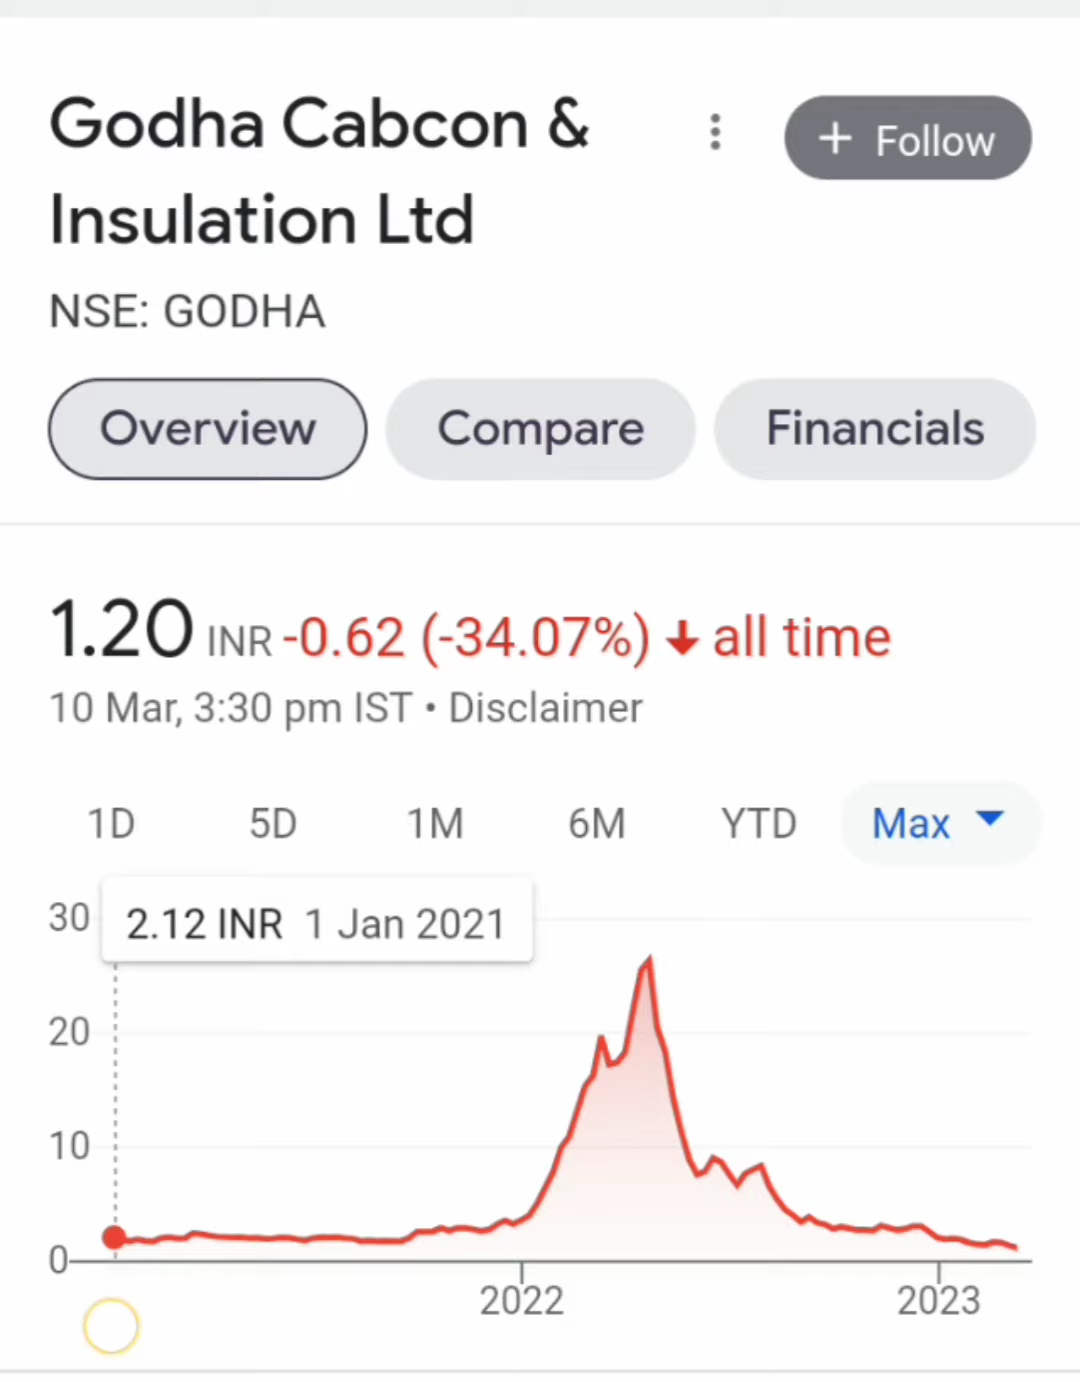 Godha Cabcon &
Insulation Ltd
+ Follow
NSE: GODHA
Overview Compare Financials
1.20 INR -0.62 (-34.07%) ↓ all time
10 Mar, 3:30 pm IST • Disclaimer
1D 5D 1M 6M YTD Max
2.12 INR 1 Jan 2021
30
20
10
0
2022 2023